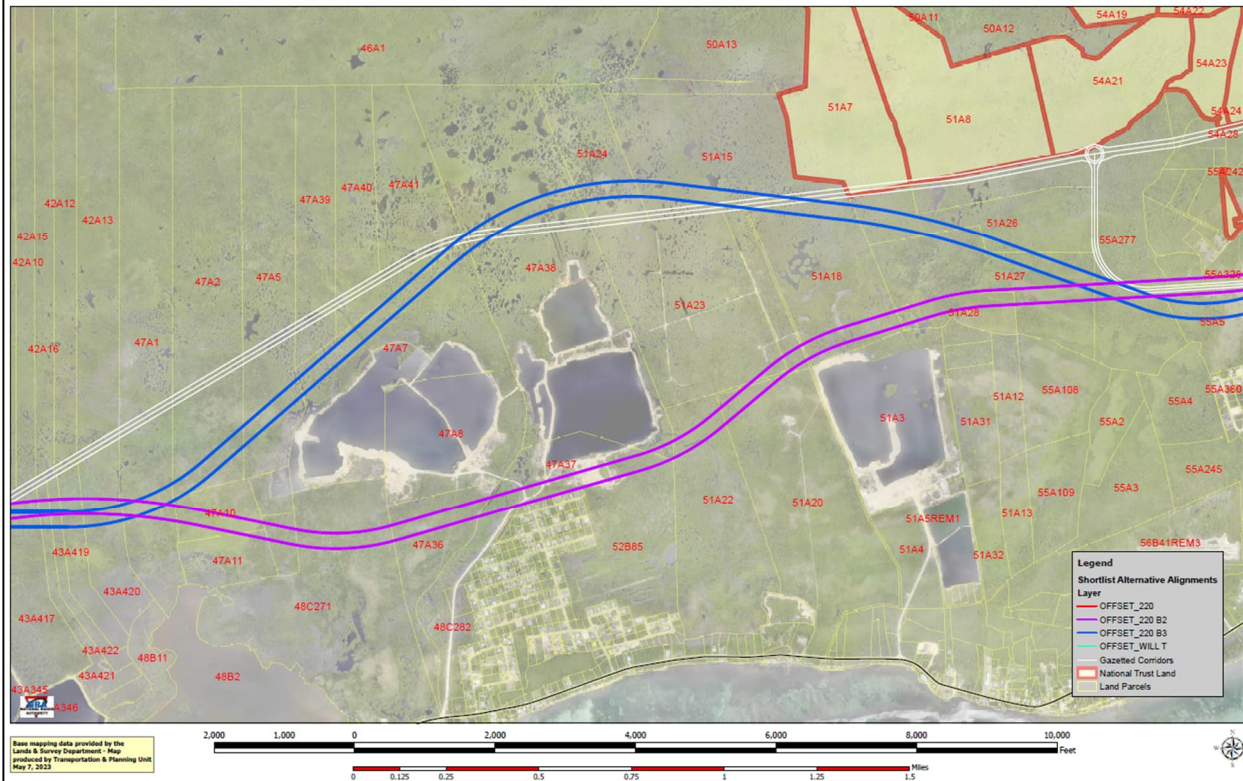 46A1
50A13
50A11
50A12
54A19
54A22
54A21
54A23
51A7
51A8
54A24
54A28
51A24
51A15
47A40
47A41
47A39
42A12
42A13
42A15
42A10
47A2
47A5
47A38
51A18
51A26
55A277
51A27
51A23
51A28
55A5
42A16
47A1
47A7
47A8
51A3
51A31
51A12
55A108
55A2
55A4
55A360
47A37
51A22
51A20
55A109
55A3
55A245
47A10
47A36
52B85
51A5REM1
51A13
51A4
51A32
56B41REM3
43A419
47A11
43A420
48C271
43A417
48C282
43A422
48B11
43A421
48B2
43A345
A346
Legend
Shortlist Alternative Alignments
Layer
OFFSET_220
OFFSET_220 B2
OFFSET_220 B3
OFFSET_WILL T
Gazetted Corridors
National Trust Land
Land Parcels
Base mapping data provided by the
Lands & Survey Department - Map
produced by Transportation & Planning Unit
May 7, 2023
2,000 1,000 0 2,000 4,000 6,000 8,000 10,000
Feet
Miles
0 0.125 0.25 0.5 0.75 1 1.25 1.5
N
W
S